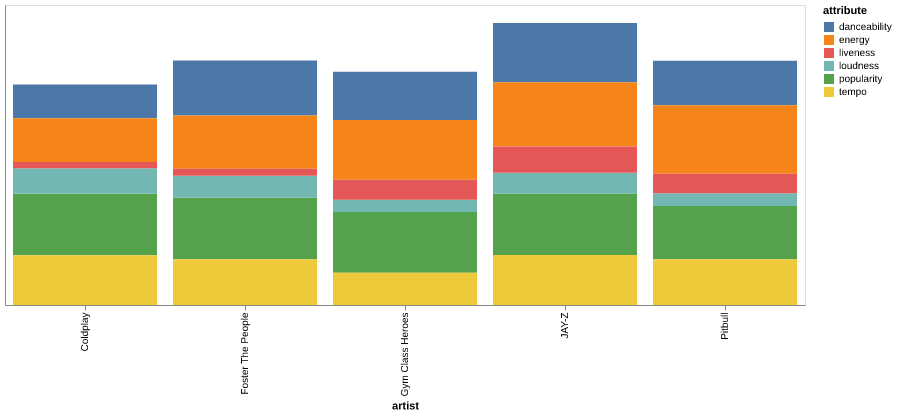 attribute
danceability
energy
liveness
loudness
popularity
tempo
Coldplay
Foster The People
Gym Class Heroes
JAY-Z
Pitbull
artist